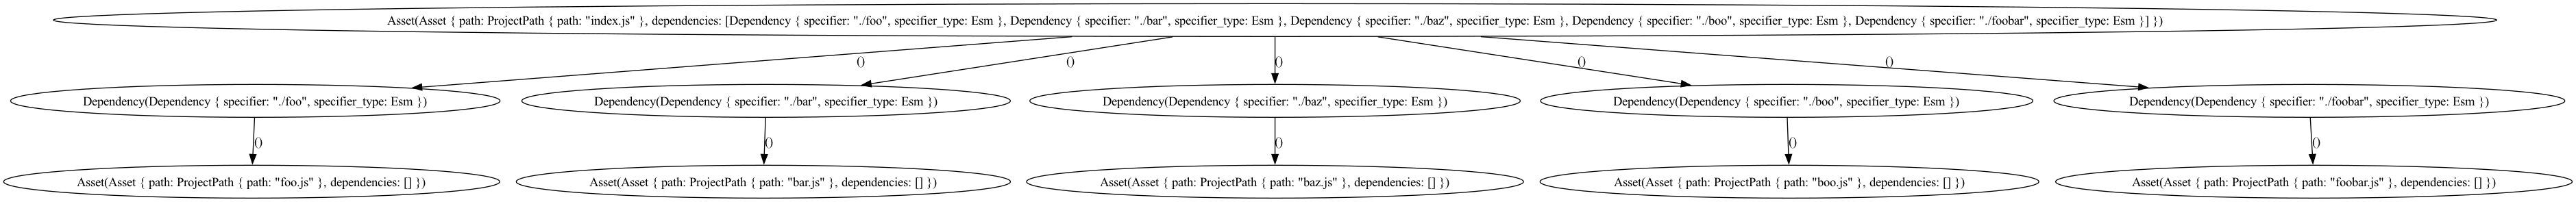 Asset(Asset { path: ProjectPath { path: "index.js" }, dependencies: [Dependency { specifier: "./foo", specifier_type: Esm }, Dependency { specifier: "./bar", specifier_type: Esm }, Dependency { specifier: "./baz", specifier_type: Esm }, Dependency { specifier: "./boo", specifier_type: Esm }, Dependency { specifier: "./foobar", specifier_type: Esm }] })
()
()
()
()
()
Dependency(Dependency { specifier: "./foo", specifier_type: Esm })
Dependency(Dependency { specifier: "./bar", specifier_type: Esm })
Dependency(Dependency { specifier: "./baz", specifier_type: Esm })
Dependency(Dependency { specifier: "./boo", specifier_type: Esm })
Dependency(Dependency { specifier: "./foobar", specifier_type: Esm })
()
()
()
()
()
Asset(Asset { path: ProjectPath { path: "foo.js" }, dependencies: [] })
Asset(Asset { path: ProjectPath { path: "bar.js" }, dependencies: [] })
Asset(Asset { path: ProjectPath { path: "baz.js" }, dependencies: [] })
Asset(Asset { path: ProjectPath { path: "boo.js" }, dependencies: [] })
Asset(Asset { path: ProjectPath { path: "foobar.js" }, dependencies: [] })